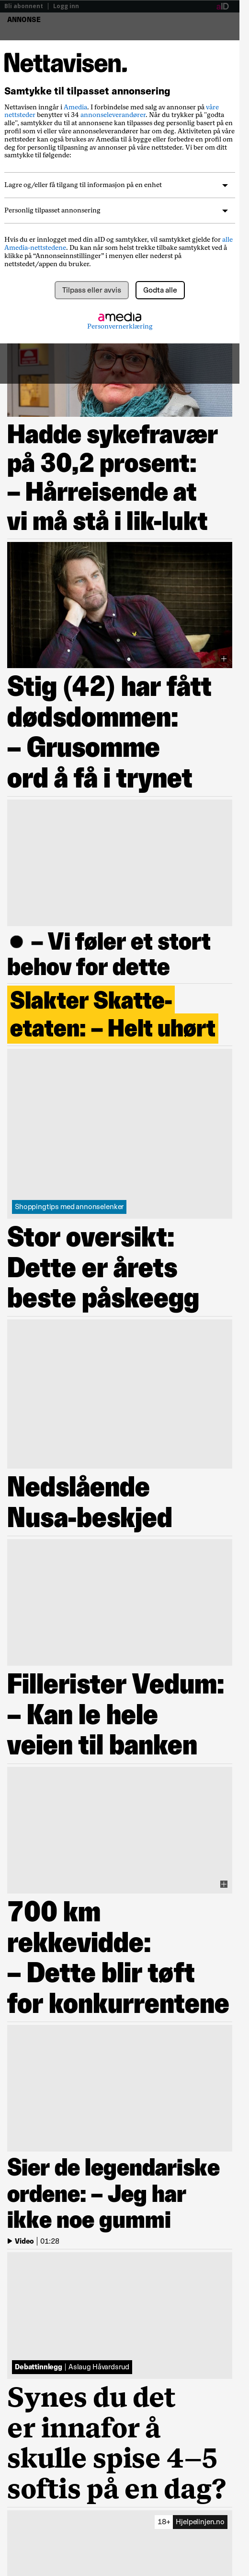 Bli abonnent | Logg inn
ANNONSE
Nettavisen.
Samtykke til tilpasset annonsering
Nettavisen inngår i Amedia. I forbindelse med salg av annonser på våre
nettsteder benytter vi 34 annonseleverandører. Når du trykker på "godta
alle", samtykker du til at annonsene kan tilpasses deg personlig basert på en
profil som vi eller våre annonseleverandører har om deg. Aktiviteten på våre
nettsteder kan også brukes av Amedia til å bygge eller forbedre en profil om
deg med formål om tilpasning av annonser på ulike nettsteder. Vi ber om ditt
samtykke til følgende:
Lagre og/eller få tilgang til informasjon på en enhet
Personlig tilpasset annonsering
Hvis du er innlogget med din aID og samtykker, vil samtykket gjelde for alle
Amedia-nettstedene. Du kan når som helst trekke tilbake samtykket ved å
klikke på "Annonseinnstillinger" i menyen eller nederst på
nettstedet/appen du bruker.
Tilpass eller avvis
Godta alle
amedia
Personvernerklæring
Hadde sykefravær
på 30,2 prosent:
– Hårreisende at
vi må stå i lik-lukt
Stig (42) har fått
dødsdommen:
– Grusomme
ord å få i trynet
● – Vi føler et stort
behov for dette
Slakter Skatte-
etaten: – Helt uhørt
Shoppingtips med annonselenker
Stor oversikt:
Dette er årets
beste påskeegg
Nedslående
Nusa-beskjed
Fillerister Vedum:
– Kan le hele
veien til banken
700 km
rekkevidde:
– Dette blir tøft
for konkurrentene
Sier de legendariske
ordene: – Jeg har
ikke noe gummi
Video | 01:28
Debattinnlegg | Aslaug Håvardsrud
Synes du det
er innafor å
skulle spise 4–5
softis på en dag?
18+ Hjelpelinjen.no